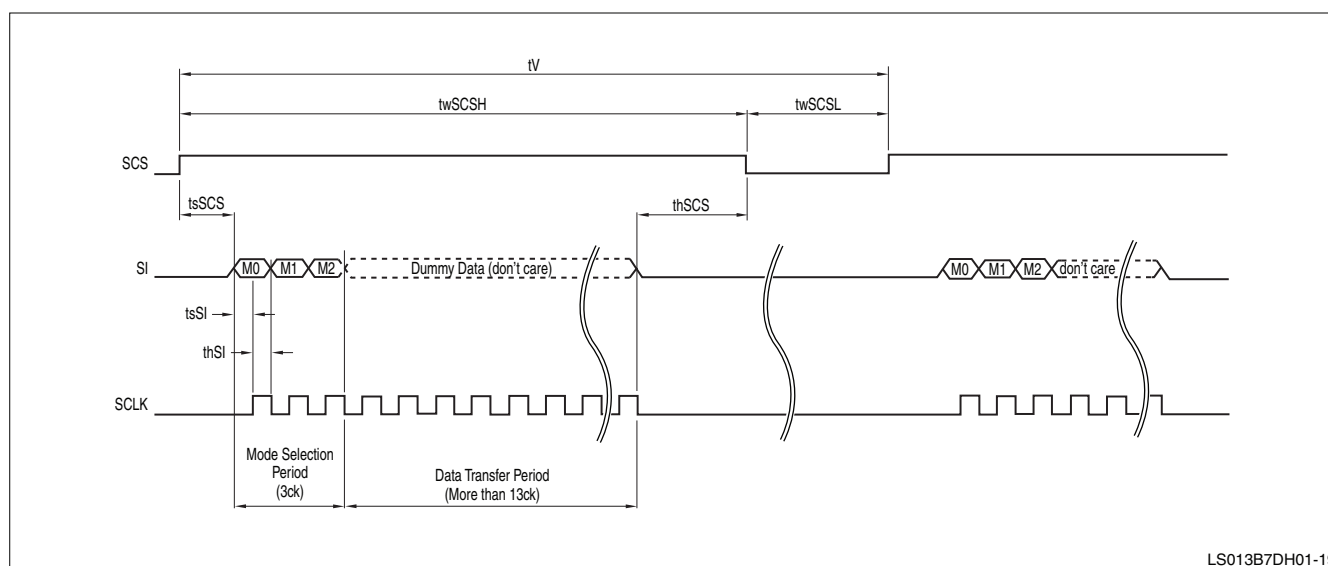 tV
twSCSH
twSCSL
SCS
tsSCS
thSCS
SI
M0
M1
M2
Dummy Data (don't care)
M0
M1
M2
don't care
tsSI
thSI
SCLK
Mode Selection
Period
(3ck)
Data Transfer Period
(More than 13ck)